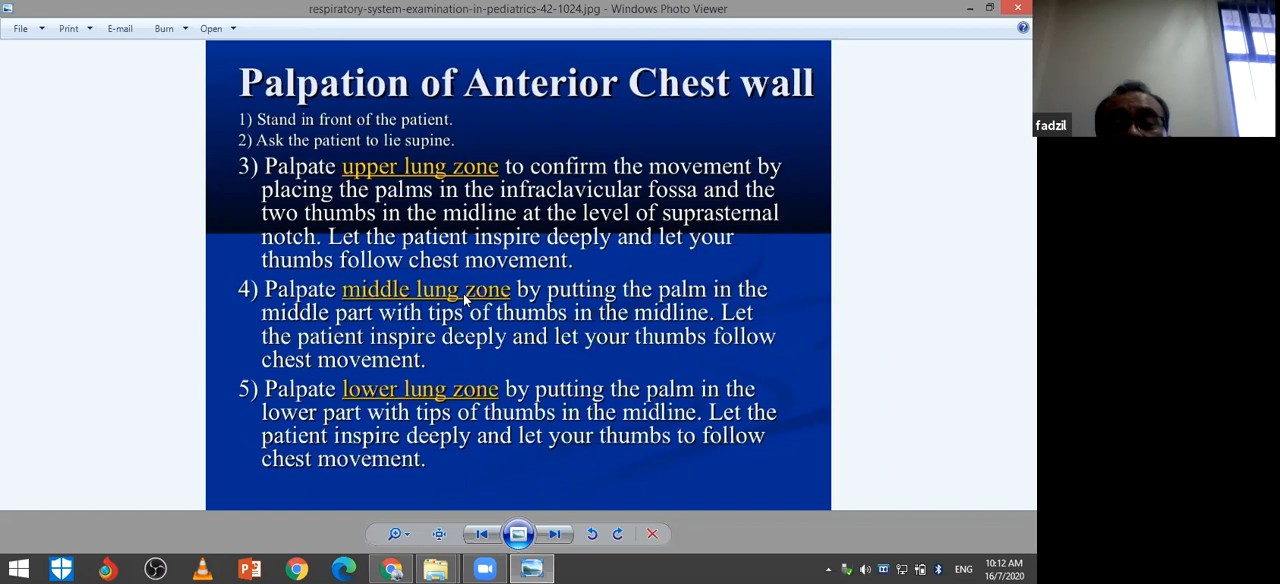 respiratory-system-examination-in-pediatrics-42-1024.jpg - Windows Photo Viewer
File Print E-mail Burn Open
Palpation of Anterior Chest wall
1) Stand in front of the patient.
2) Ask the patient to lie supine.
3) Palpate upper lung zone to confirm the movement by
placing the palms in the infraclavicular fossa and the
two thumbs in the midline at the level of suprasternal
notch. Let the patient inspire deeply and let your
thumbs follow chest movement.
4) Palpate middle lung zone by putting the palm in the
middle part with tips of thumbs in the midline. Let
the patient inspire deeply and let your thumbs follow
chest movement.
5) Palpate lower lung zone by putting the palm in the
lower part with tips of thumbs in the midline. Let the
patient inspire deeply and let your thumbs to follow
chest movement.
fadzil
ENG
10:12 AM
16/7/2020